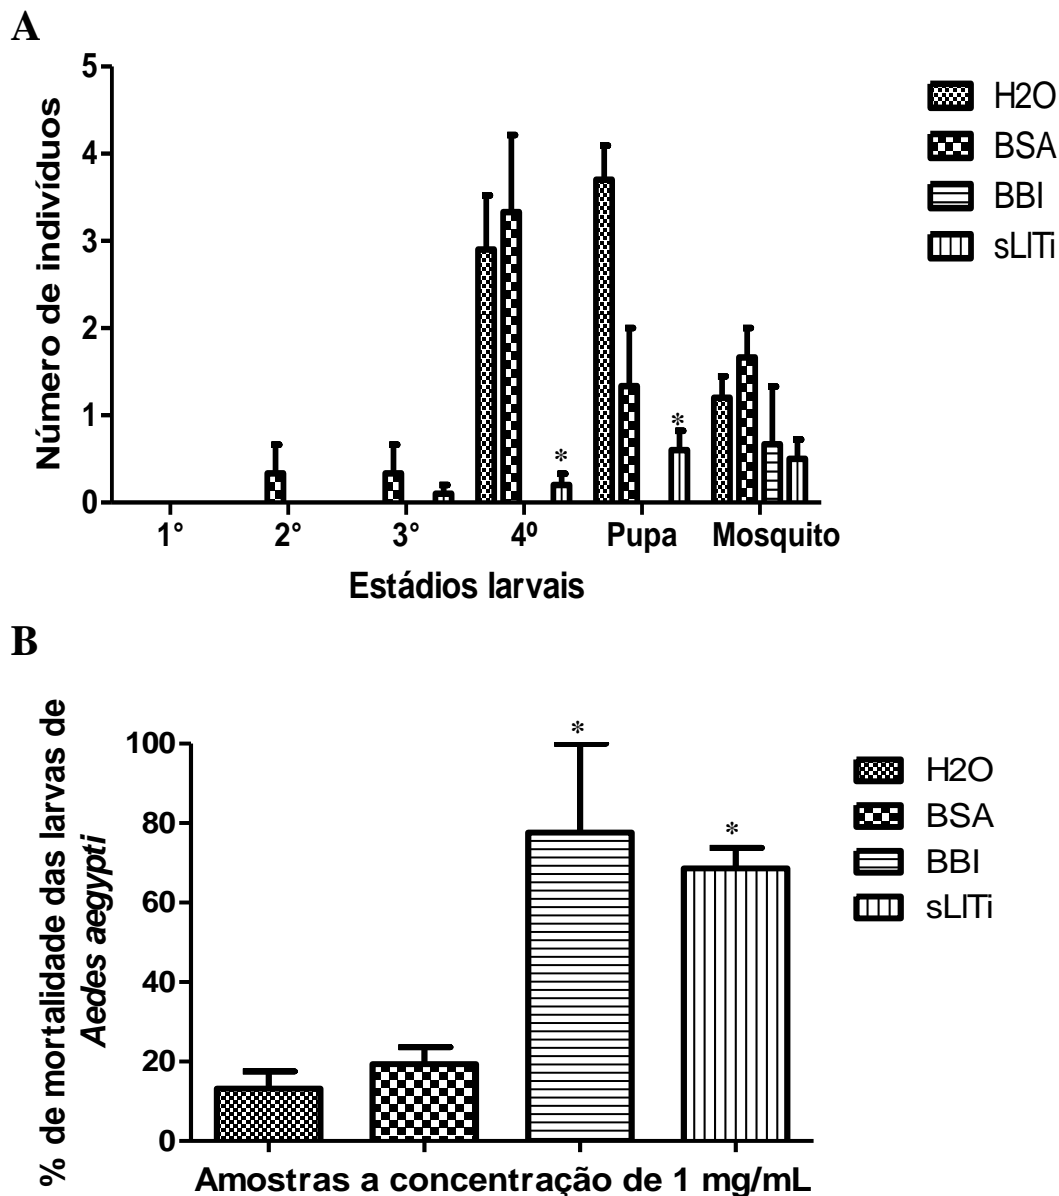 A
5
4
3
2
1
0
Número de indivíduos
*
*
1° 2° 3° 4º Pupa Mosquito
Estádios larvais
H2O
BSA
BBI
sLlTi
B
% de mortalidade das larvas de
Aedes aegypti
100
80
60
40
20
0
*
*
Amostras a concentração de 1 mg/mL
H2O
BSA
BBI
sLlTi